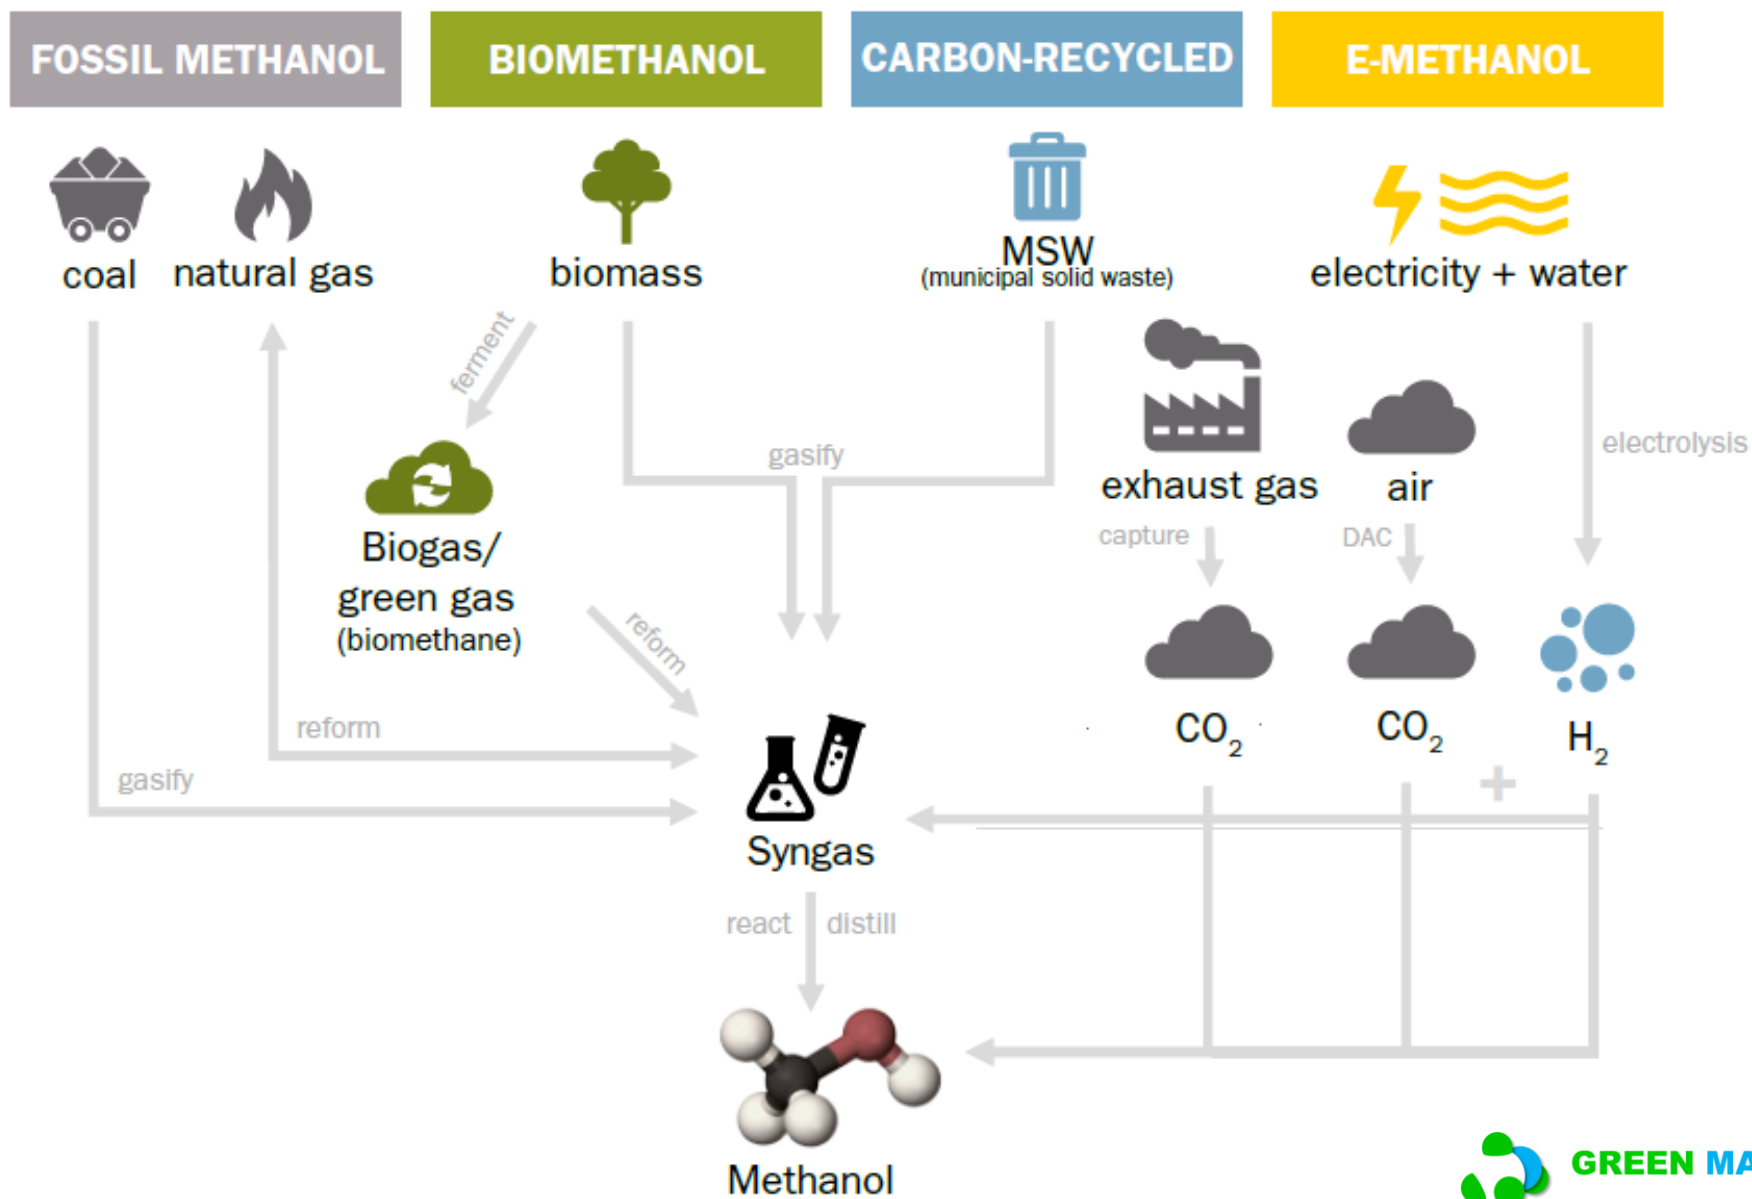 FOSSIL METHANOL
BIOMETHANOL
CARBON-RECYCLED
E-METHANOL
coal
natural gas
biomass
MSW
(municipal solid waste)
electricity + water
ferment
gasify
exhaust gas
air
electrolysis
capture
DAC
Biogas/
green gas
(biomethane)
reform
CO₂
CO₂
H₂
+
reform
gasify
Syngas
react
distill
Methanol
GREEN MA